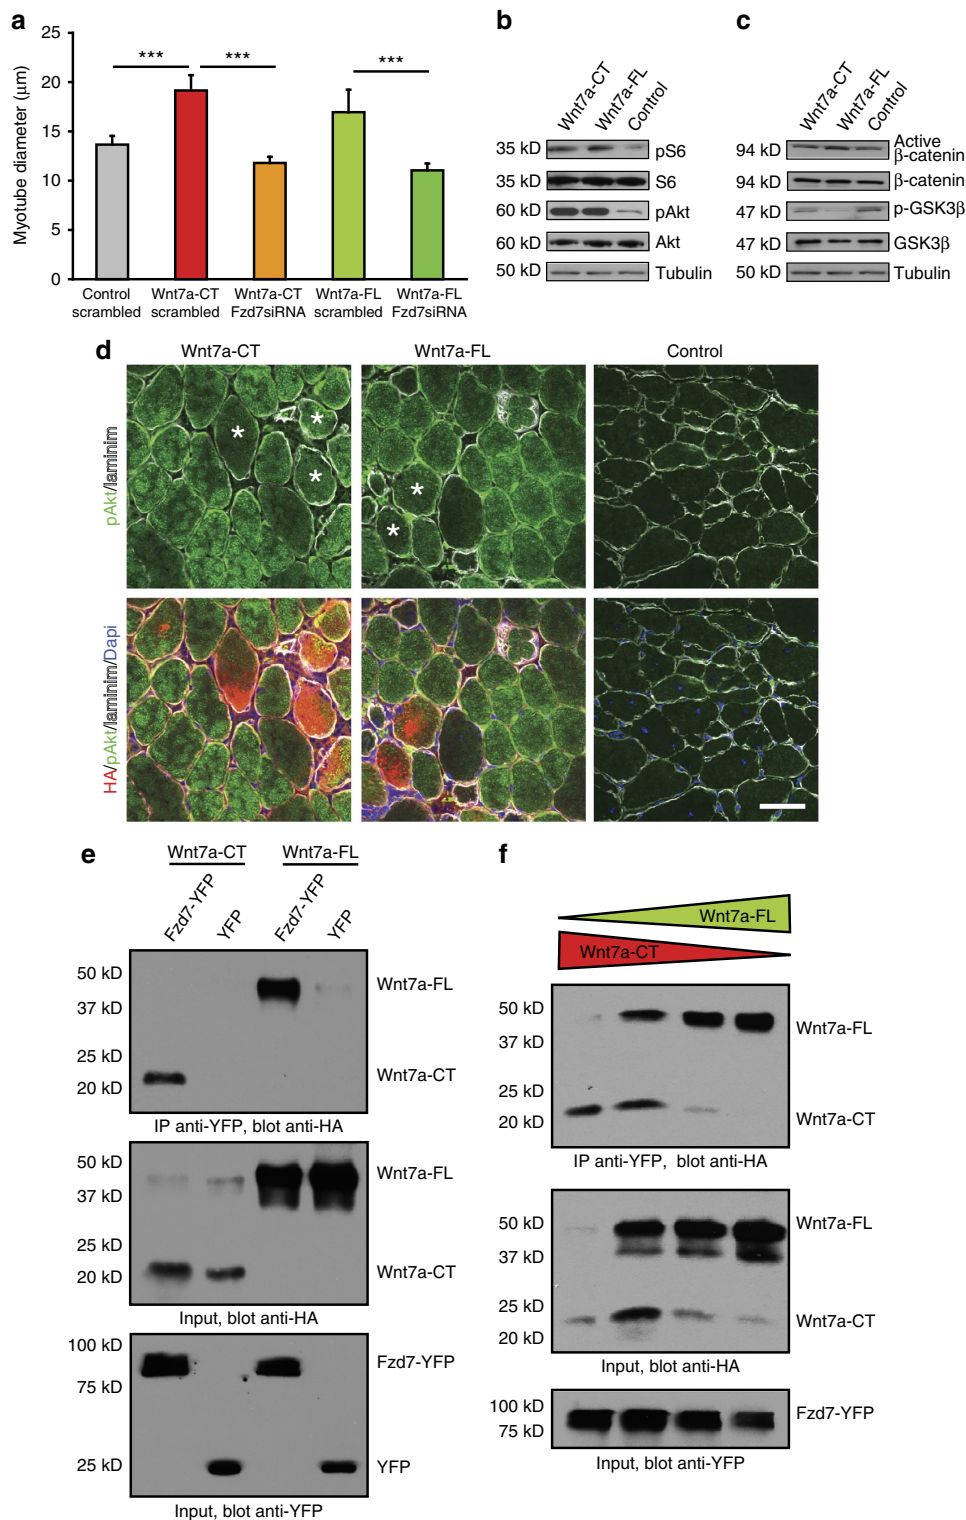 a
Myotube diameter (μm)
25
20
15
10
5
0
***
***
***
Control scrambled
Wnt7a-CT scrambled
Wnt7a-CT Fzd7siRNA
Wnt7a-FL scrambled
Wnt7a-FL Fzd7siRNA
b
Wnt7a-CT
Wnt7a-FL
Control
35 kD pS6
35 kD S6
60 kD pAkt
60 kD Akt
50 kD Tubulin
c
Wnt7a-CT
Wnt7a-FL
Control
94 kD Active β-catenin
94 kD β-catenin
47 kD p-GSK3β
47 kD GSK3β
50 kD Tubulin
d
Wnt7a-CT
Wnt7a-FL
Control
pAkt/laminim
* * *
* *
HA/pAkt/laminim/Dapi
e
Wnt7a-CT
Wnt7a-FL
Fzd7-YFP
YFP
Fzd7-YFP
YFP
50 kD
37 kD
25 kD
20 kD
Wnt7a-FL
Wnt7a-CT
IP anti-YFP, blot anti-HA
50 kD
37 kD
25 kD
20 kD
Wnt7a-FL
Wnt7a-CT
Input, blot anti-HA
100 kD
75 kD
25 kD
Fzd7-YFP
YFP
Input, blot anti-YFP
f
Wnt7a-FL
Wnt7a-CT
50 kD
37 kD
25 kD
20 kD
Wnt7a-FL
Wnt7a-CT
IP anti-YFP, blot anti-HA
50 kD
37 kD
25 kD
20 kD
Wnt7a-FL
Wnt7a-CT
Input, blot anti-HA
100 kD
75 kD
Fzd7-YFP
Input, blot anti-YFP